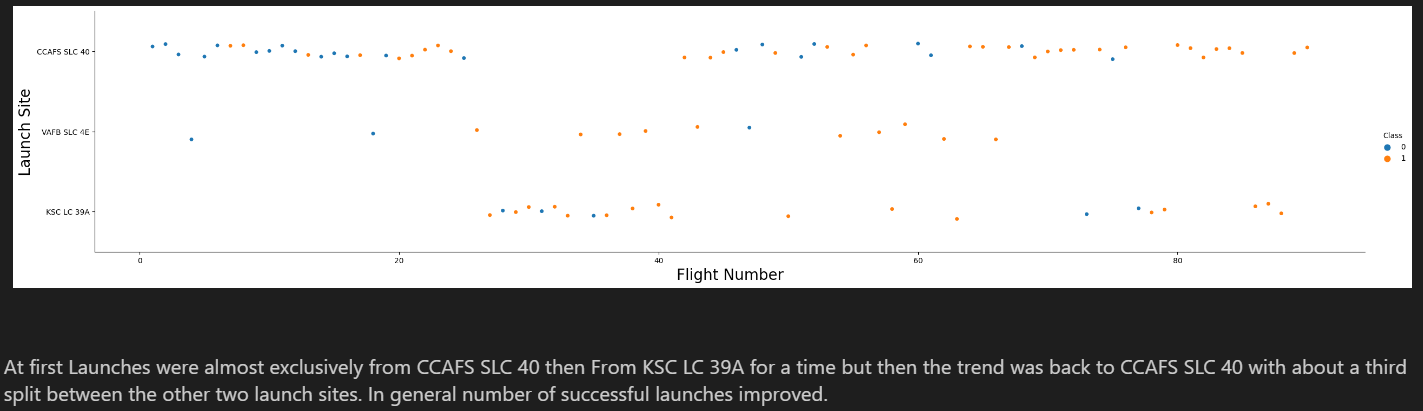 CCAFS SLC 40
VAFB SLC 4E
KSC LC 39A
Launch Site
0 20 40 60 80
Flight Number
Class
0
1
At first Launches were almost exclusively from CCAFS SLC 40 then From KSC LC 39A for a time but then the trend was back to CCAFS SLC 40 with about a third
split between the other two launch sites. In general number of successful launches improved.